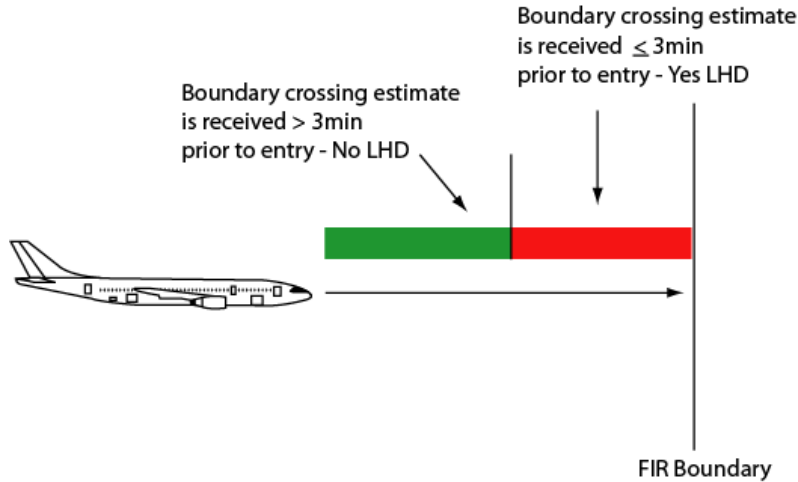 Boundary crossing estimate
is received ≤ 3min
prior to entry - Yes LHD
Boundary crossing estimate
is received > 3min
prior to entry - No LHD
FIR Boundary